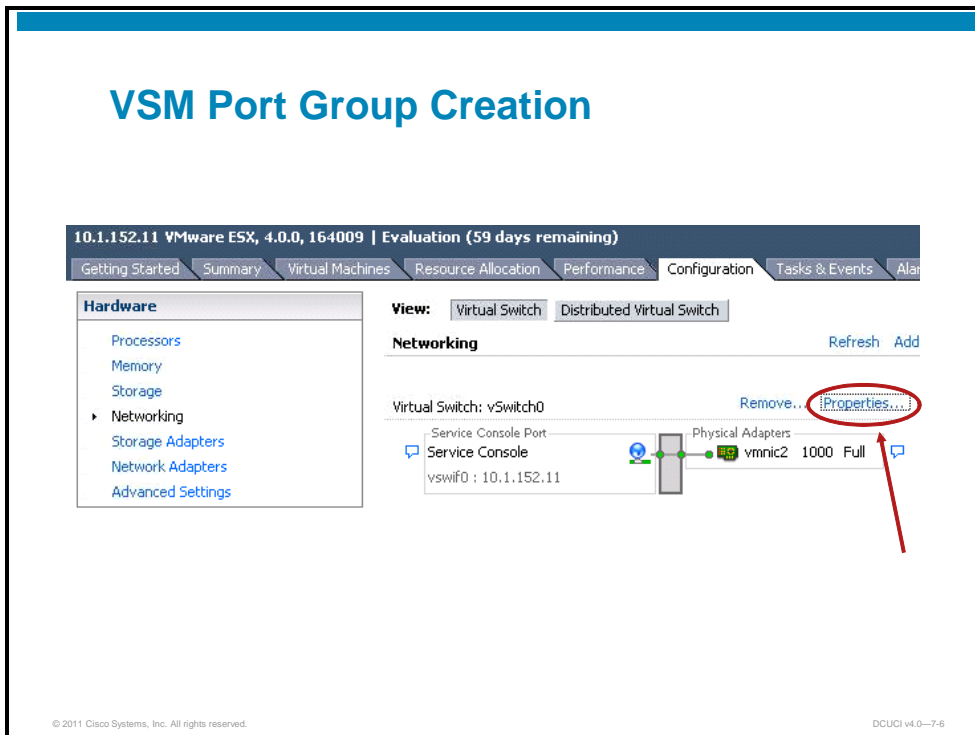 VSM Port Group Creation
10.1.152.11 VMware ESX, 4.0.0, 164009 | Evaluation (59 days remaining)
Getting Started Summary Virtual Machines Resource Allocation Performance Configuration Tasks & Events Alar
Hardware
Processors
Memory
Storage
Networking
Storage Adapters
Network Adapters
Advanced Settings
View: Virtual Switch Distributed Virtual Switch
Networking Refresh Add
Virtual Switch: vSwitch0 Remove... Properties...
Service Console Port Physical Adapters
Service Console vmnic2 1000 Full
vswif0 : 10.1.152.11
© 2011 Cisco Systems, Inc. All rights reserved. DCUCI v4.0—7-6